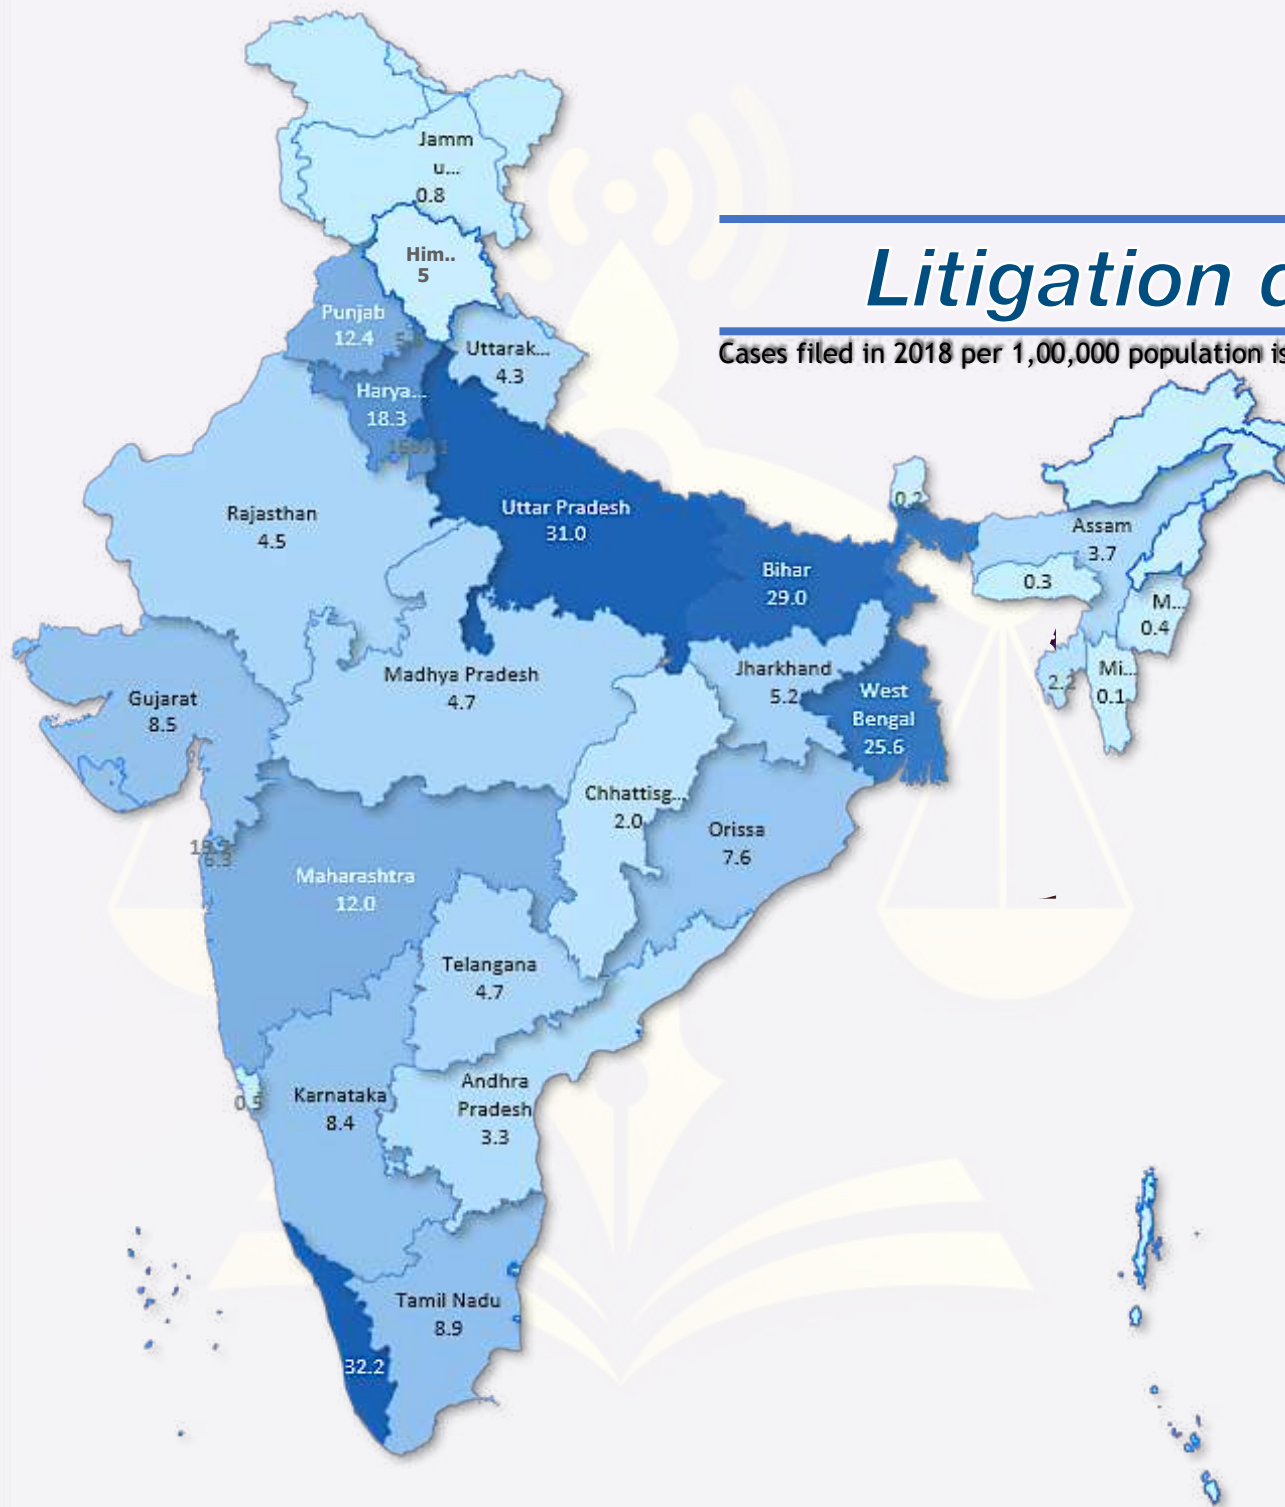 Jamm
u...
0.8
Him..
5
Litigation
Cases filed in 2018 per 1,00,000 population is
Punjab
12.4
Uttarak...
4.3
Harya...
18.3
0.2
Uttar Pradesh
31.0
Rajasthan
4.5
Assam
3.7
Bihar
29.0
0.3
M...
0.4
Madhya Pradesh
4.7
Jharkhand
5.2
Mi...
0.1
West
Bengal
25.6
Gujarat
8.5
Chhattisg...
2.0
Orissa
7.6
Maharashtra
12.0
Telangana
4.7
Andhra
Pradesh
3.3
Karnataka
8.4
0.5
Tamil Nadu
8.9
32.2